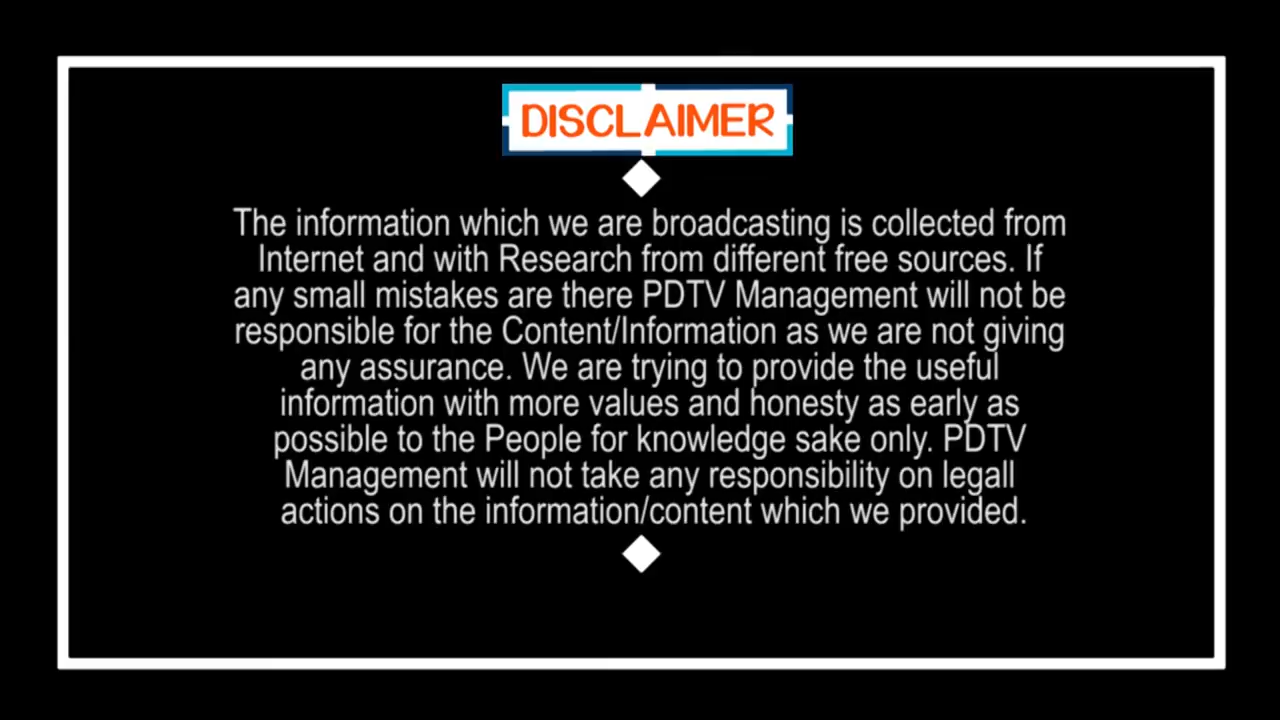 DISCLAIMER
The information which we are broadcasting is collected from
Internet and with Research from different free sources. If
any small mistakes are there PDTV Management will not be
responsible for the Content/Information as we are not giving
any assurance. We are trying to provide the useful
information with more values and honesty as early as
possible to the People for knowledge sake only. PDTV
Management will not take any responsibility on legall
actions on the information/content which we provided.